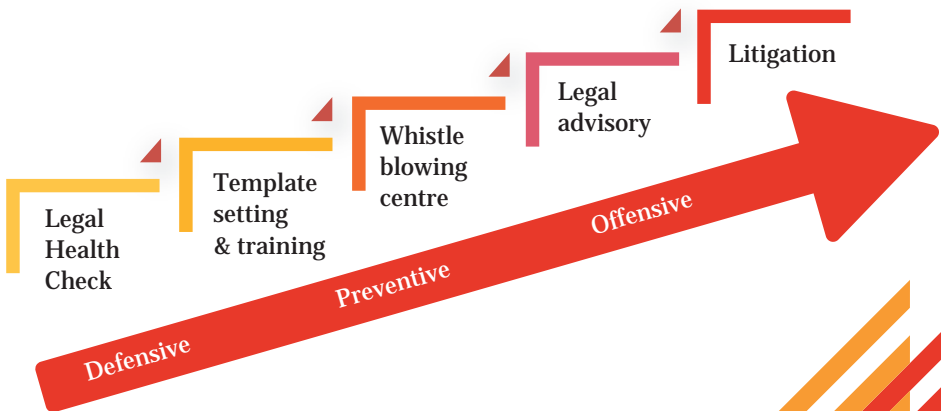 Legal
Health
Check
Template
setting
& training
Whistle
blowing
centre
Legal
advisory
Litigation
Defensive
Preventive
Offensive